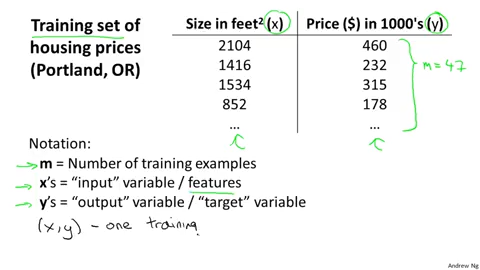 Training set of housing prices (Portland, OR)
Size in feet² (x) Price ($) in 1000's (y)
2104 460
1416 232
1534 315
852 178
... ...
m = 47
Notation:
m = Number of training examples
x's = “input” variable / features
y's = “output” variable / “target” variable
(x,y) - one training
Andrew Ng